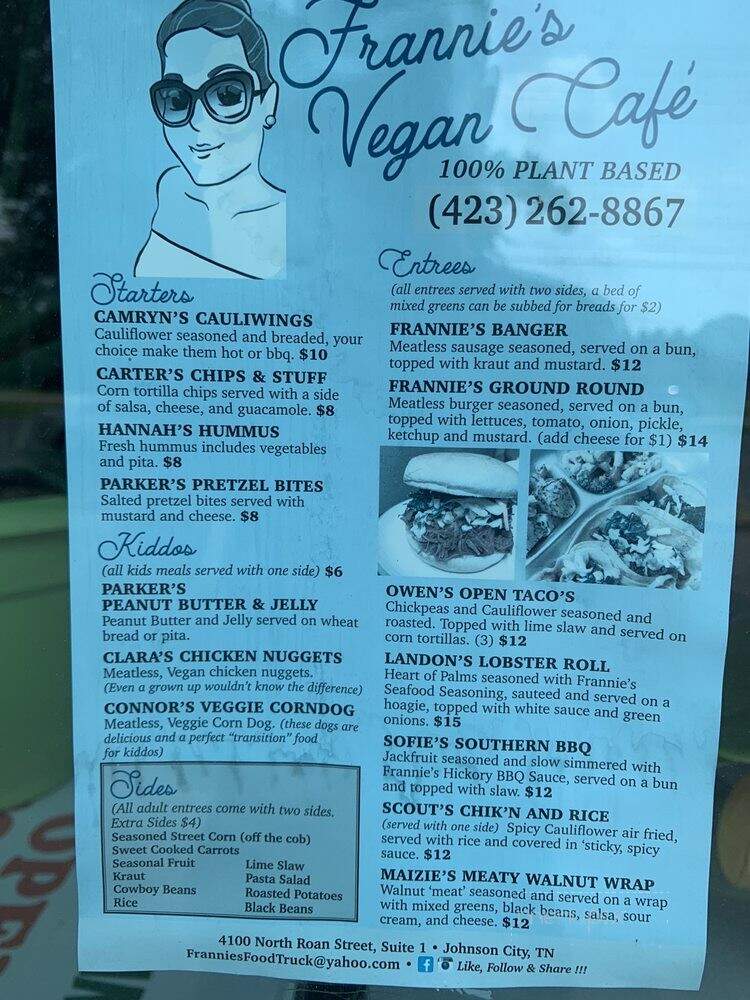 Frannie's
Vegan Café
100% PLANT BASED
(423) 262-8867
Starters
CAMRYN'S CAULIWINGS
Cauliflower seasoned and breaded, your
choice make them hot or bbq. $10
CARTER'S CHIPS & STUFF
Corn tortilla chips served with a side
of salsa, cheese, and guacamole. $8
HANNAH'S HUMMUS
Fresh hummus includes vegetables
and pita. $8
PARKER'S PRETZEL BITES
Salted pretzel bites served with
mustard and cheese. $8
Kiddos
(all kids meals served with one side) $6
PARKER'S
PEANUT BUTTER & JELLY
Peanut Butter and Jelly served on wheat
bread or pita.
CLARA'S CHICKEN NUGGETS
Meatless, Vegan chicken nuggets.
(Even a grown up wouldn't know the difference)
CONNOR'S VEGGIE CORNDOG
Meatless, Veggie Corn Dog. (these dogs are
delicious and a perfect "transition" food
for kiddos)
Sides
(All adult entrees come with two sides.
Extra Sides $4)
Seasoned Street Corn (off the cob)
Sweet Cooked Carrots
Seasonal Fruit
Kraut
Cowboy Beans
Rice
Lime Slaw
Pasta Salad
Roasted Potatoes
Black Beans
Entrees
(all entrees served with two sides, a bed of
mixed greens can be subbed for breads for $2)
FRANNIE'S BANGER
Meatless sausage seasoned, served on a bun,
topped with kraut and mustard. $12
FRANNIE'S GROUND ROUND
Meatless burger seasoned, served on a bun,
topped with lettuces, tomato, onion, pickle,
ketchup and mustard. (add cheese for $1) $14
OWEN'S OPEN TACO'S
Chickpeas and Cauliflower seasoned and
roasted. Topped with lime slaw and served on
corn tortillas. (3) $12
LANDON'S LOBSTER ROLL
Heart of Palms seasoned with Frannie's
Seafood Seasoning, sauteed and served on a
hoagie, topped with white sauce and green
onions. $15
SOFIE'S SOUTHERN BBQ
Jackfruit seasoned and slow simmered with
Frannie's Hickory BBQ Sauce, served on a bun
and topped with slaw. $12
SCOUT'S CHIK'N AND RICE
(served with one side) Spicy Cauliflower air fried,
served with rice and covered in 'sticky, spicy
sauce. $12
MAIZIE'S MEATY WALNUT WRAP
Walnut 'meat' seasoned and served on a wrap
with mixed greens, black beans, salsa, sour
cream, and cheese. $12
4100 North Roan Street, Suite 1 • Johnson City, TN
FranniesFoodTruck@yahoo.com • f Like, Follow & Share !!!
OPE